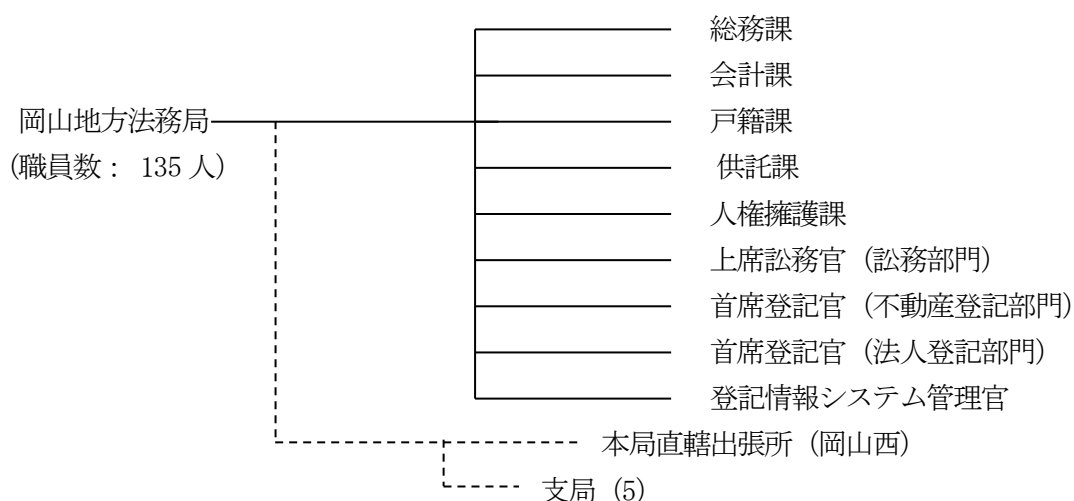 総務課
会計課
岡山地方法務局
戸籍課
(職員数： 135 人)
供託課
人権擁護課
上席訟務官（訟務部門）
首席登記官（不動産登記部門）
首席登記官（法人登記部門）
登記情報システム管理官
本局直轄出張所（岡山西）
支局（5）